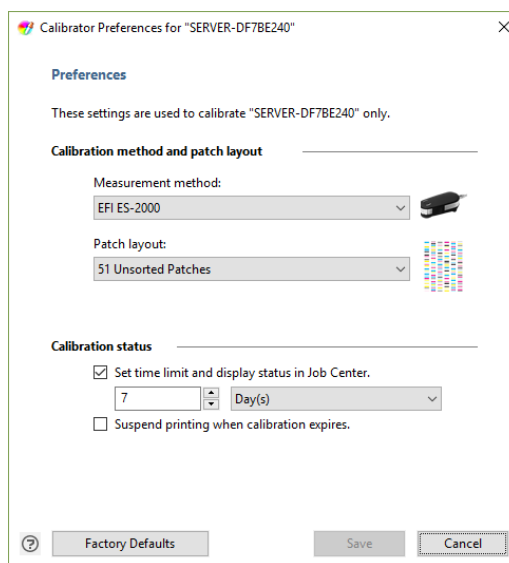 Calibrator Preferences for "SERVER-DF7BE240"
Preferences
These settings are used to calibrate "SERVER-DF7BE240" only.
Calibration method and patch layout
Measurement method:
EFI ES-2000
Patch layout:
51 Unsorted Patches
Calibration status
Set time limit and display status in Job Center.
7 Day(s)
Suspend printing when calibration expires.
? Factory Defaults Save Cancel